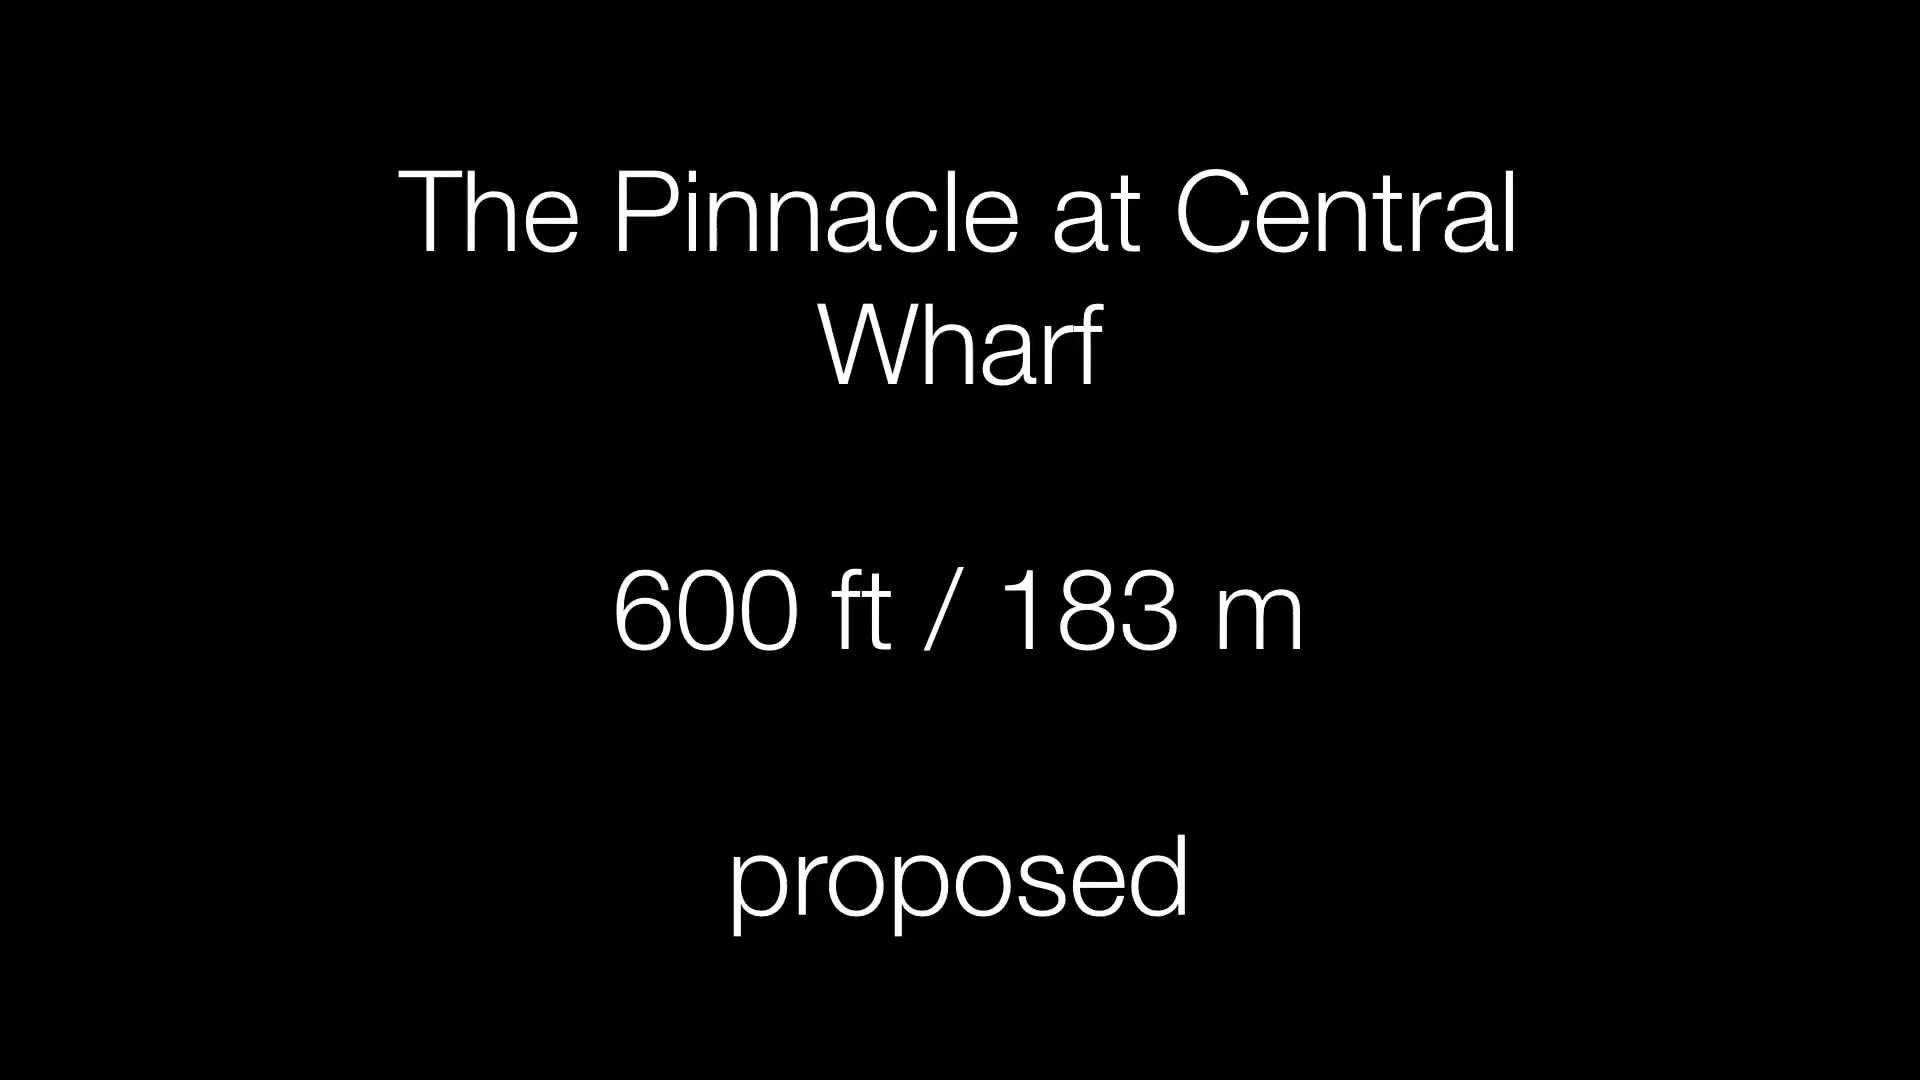 The Pinnacle at Central
Wharf
600 ft / 183 m
proposed